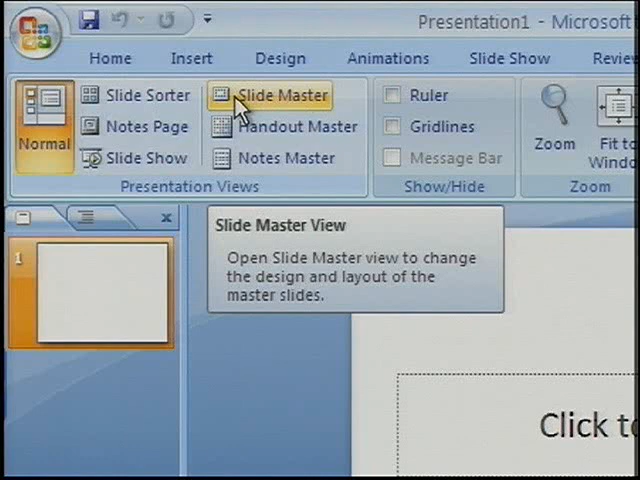 Presentation1 - Microsoft
Home Insert Design Animations Slide Show Review
Normal
Slide Sorter
Notes Page
Slide Show
Slide Master
Handout Master
Notes Master
Presentation Views
Ruler
Gridlines
Message Bar
Show/Hide
Zoom
Fit to
Windo
Zoom
1
Slide Master View
Open Slide Master view to change
the design and layout of the
master slides.
Click to